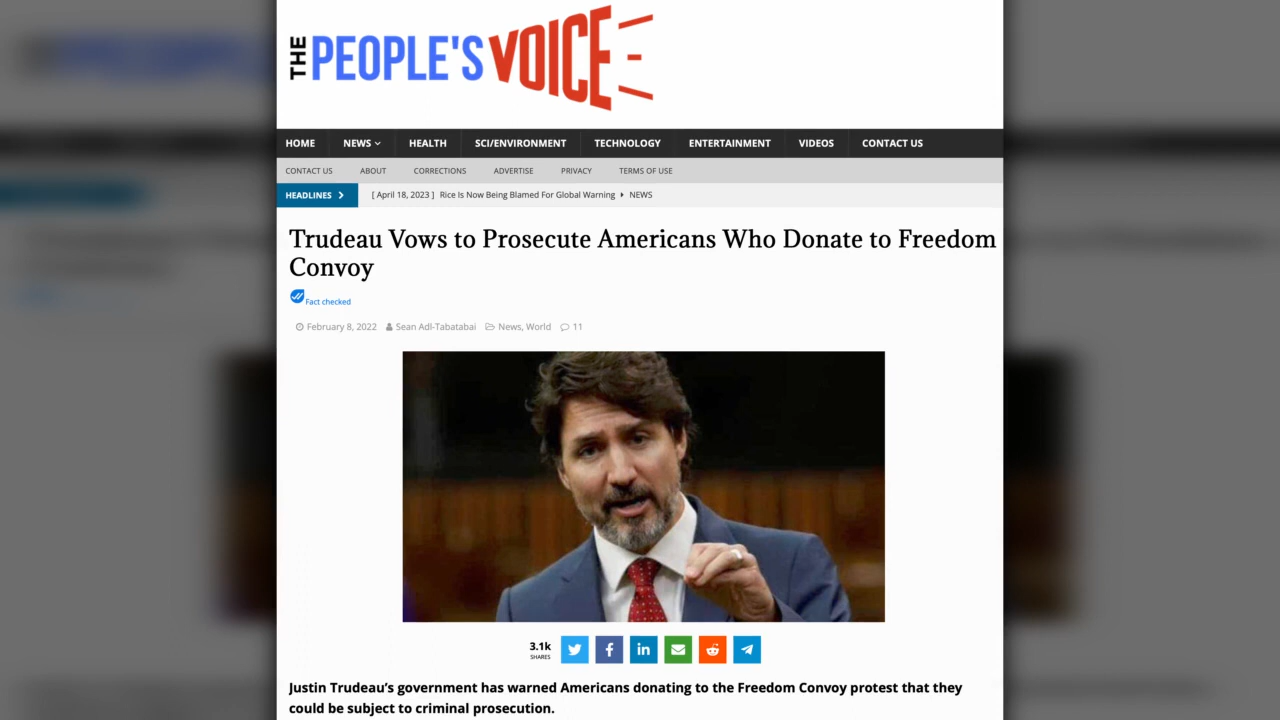 THE PEOPLE'S VOICE
HOME NEWS HEALTH SCI/ENVIRONMENT TECHNOLOGY ENTERTAINMENT VIDEOS CONTACT US
CONTACT US ABOUT CORRECTIONS ADVERTISE PRIVACY TERMS OF USE
HEADLINES [ April 18, 2023 ] Rice Is Now Being Blamed For Global Warning NEWS
Trudeau Vows to Prosecute Americans Who Donate to Freedom
Convoy
Fact checked
February 8, 2022 Sean Adl-Tabatabai News, World 11
3.1k
SHARES
Justin Trudeau's government has warned Americans donating to the Freedom Convoy protest that they
could be subject to criminal prosecution.